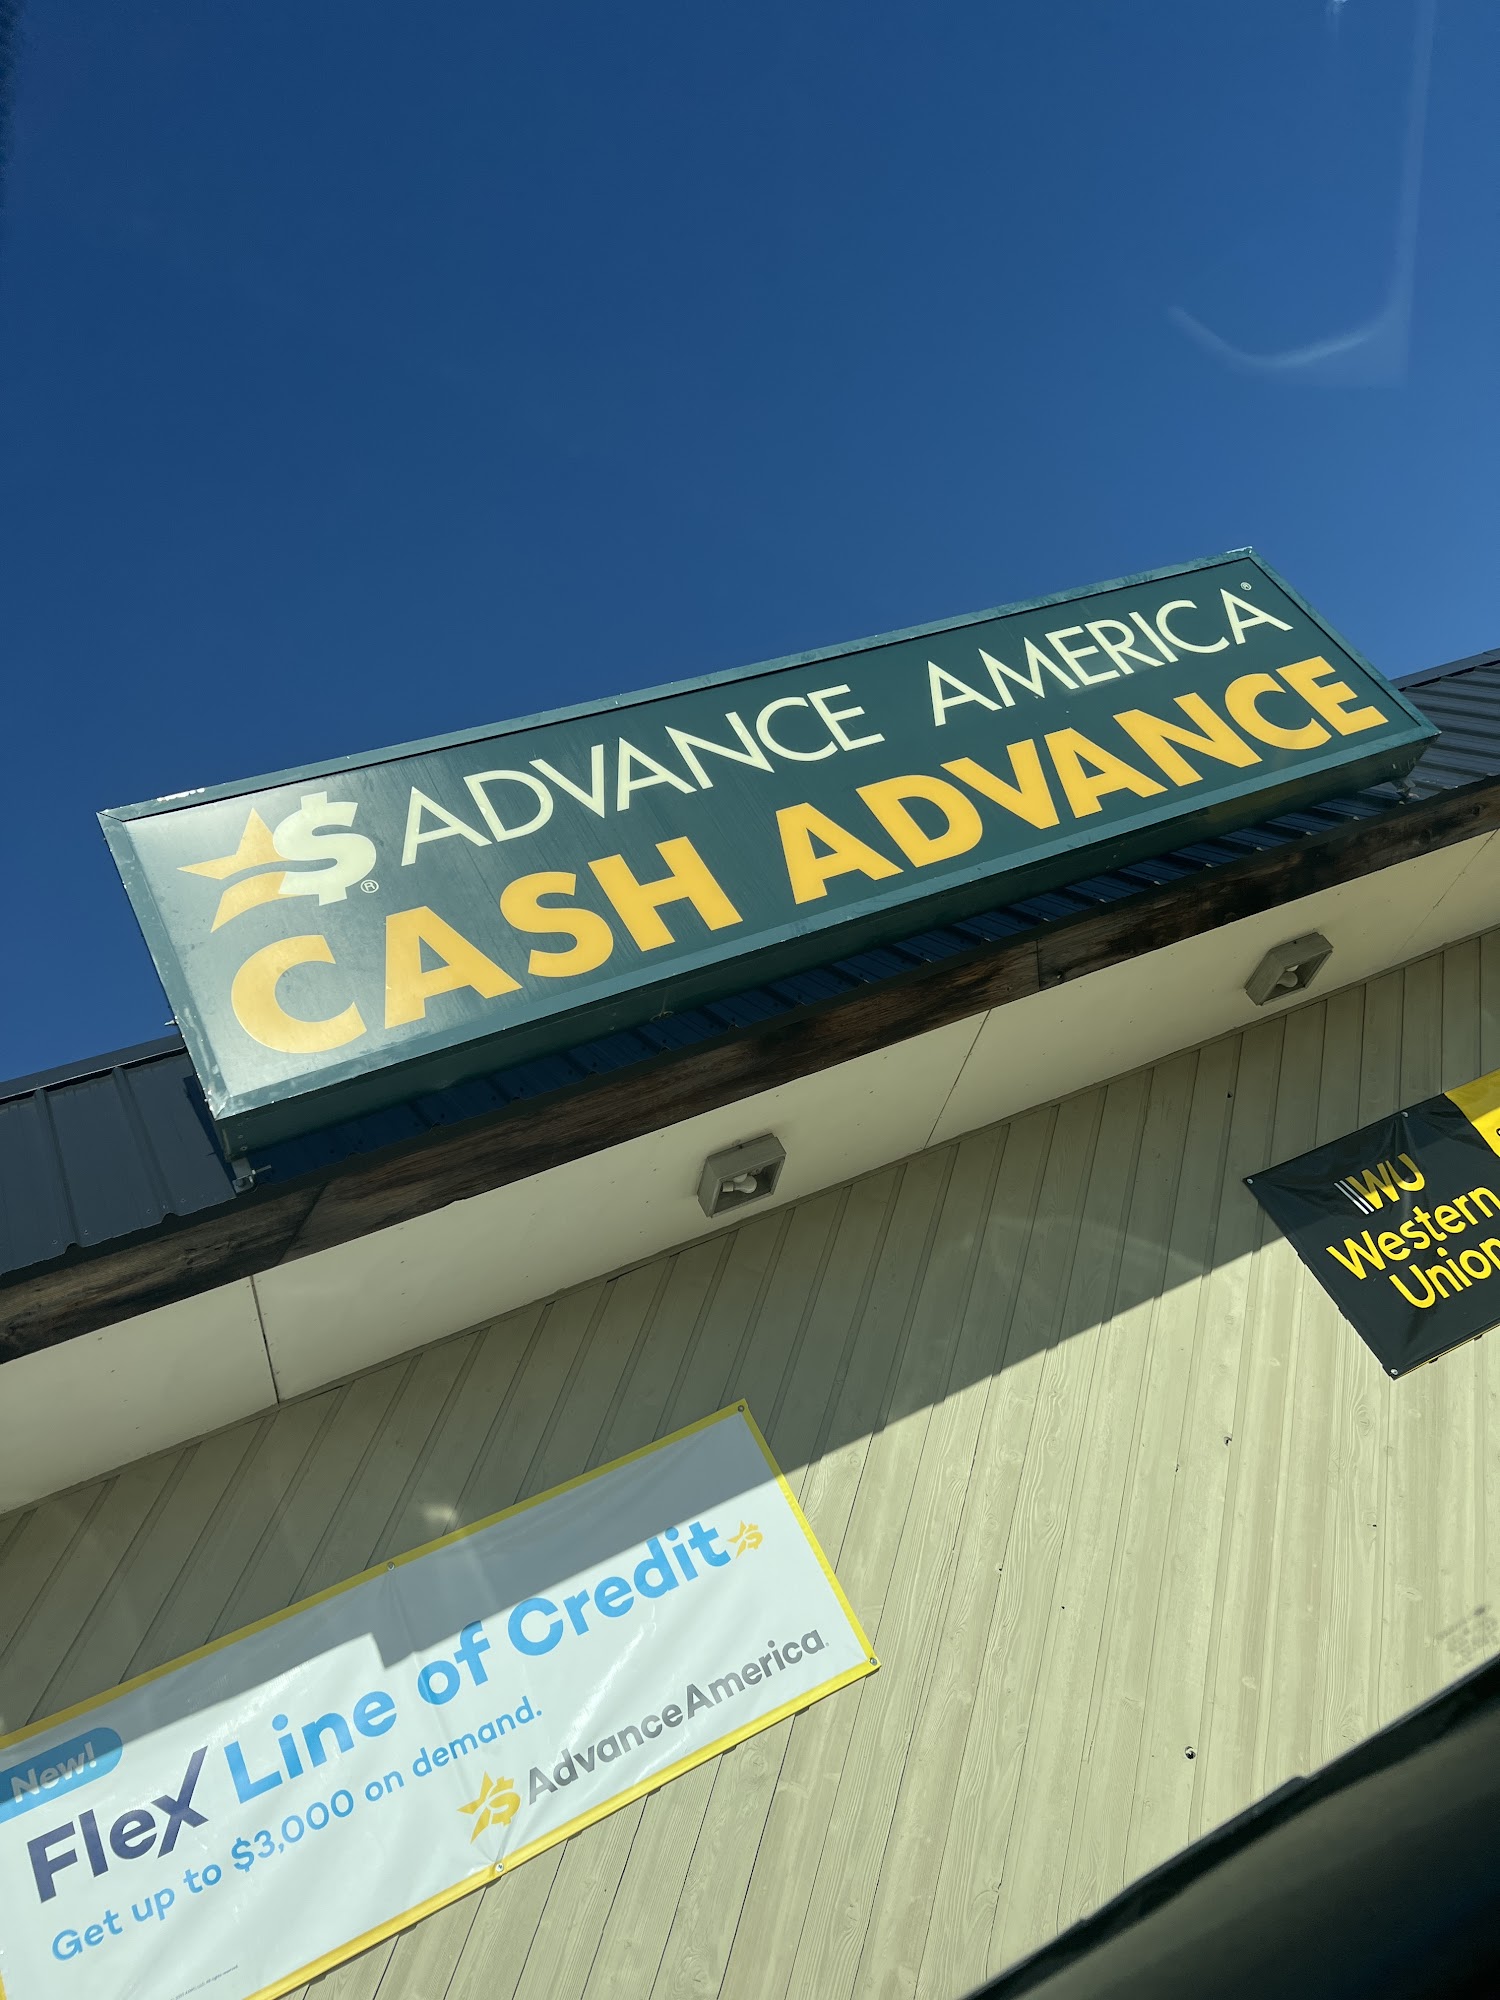 $® ADVANCE AMERICA®
CASH ADVANCE
WU
Western
Union
New!
Flex Line of Credit
Get up to $3,000 on demand.
AdvanceAmerica.